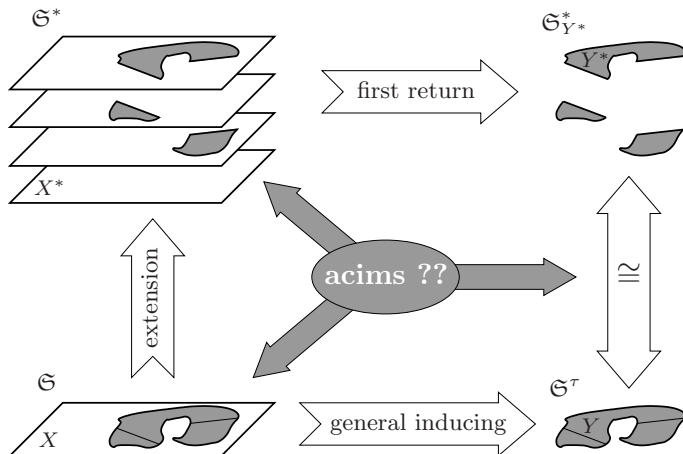 𝔖*
𝔖*_{Y*}
Y*
first return
X*
extension
acims ??
≅
𝔖
𝔖^τ
X
general inducing
Y